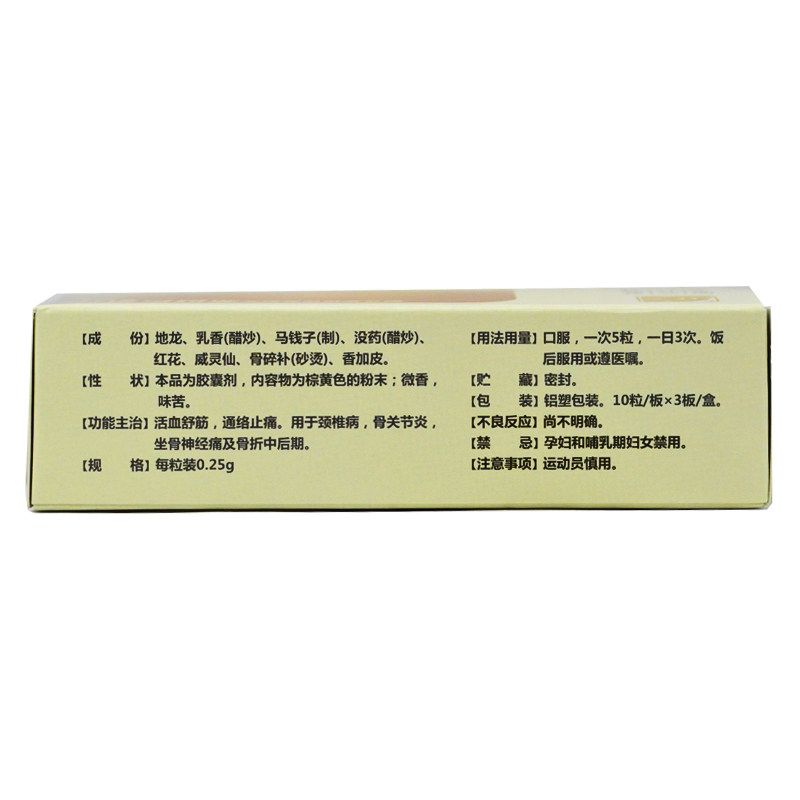 【成　　份】地龙、乳香(醋炒)、马钱子(制)、没药(醋炒)、
红花、威灵仙、骨碎补(砂烫)、香加皮。
【性　　状】本品为胶囊剂，内容物为棕黄色的粉末；微香，
味苦。
【功能主治】活血舒筋，通络止痛。用于颈椎病，骨关节炎，
坐骨神经痛及骨折中后期。
【规　　格】每粒装0.25g
【用法用量】口服，一次5粒，一日3次。饭
后服用或遵医嘱。
【贮　　藏】密封。
【包　　装】铝塑包装。10粒/板×3板/盒。
【不良反应】尚不明确。
【禁　　忌】孕妇和哺乳期妇女禁用。
【注意事项】运动员慎用。